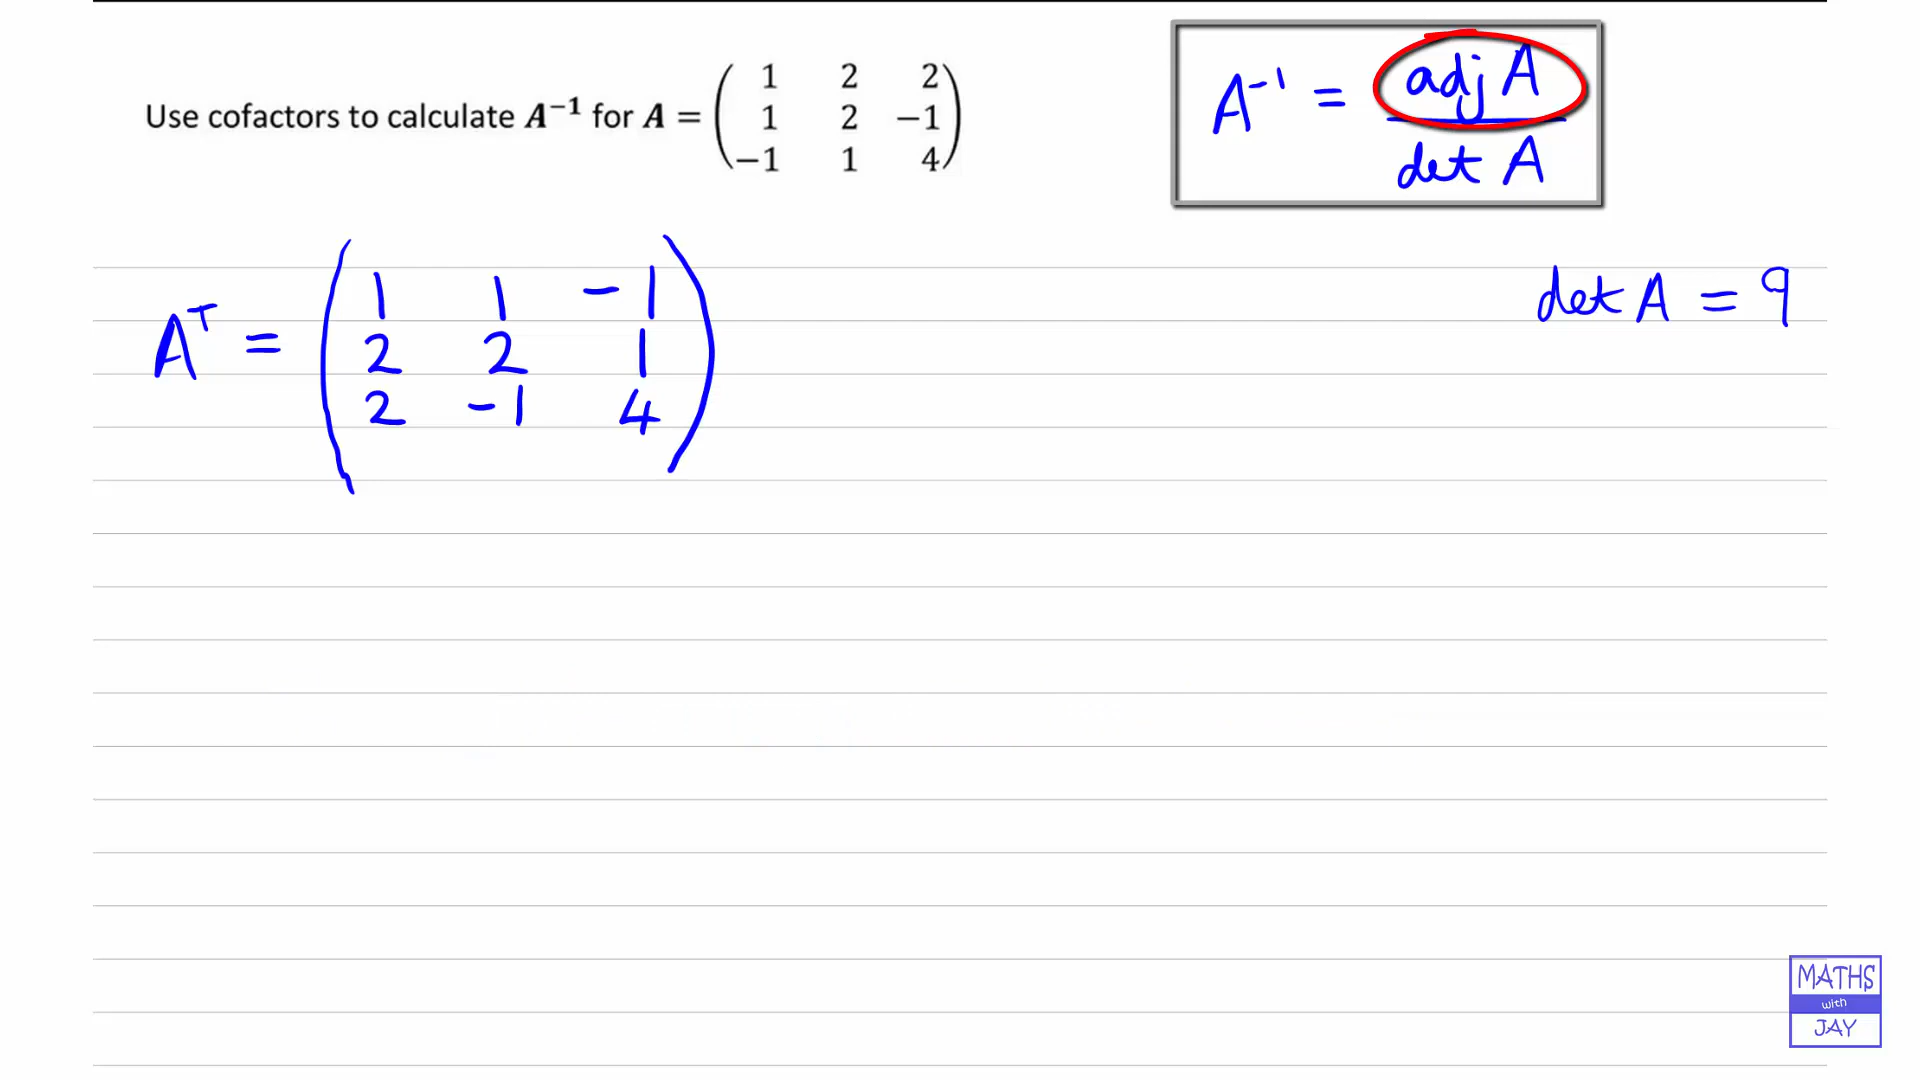 Use cofactors to calculate A⁻¹ for A = ( 1 2 2
1 2 −1
−1 1 4 )
A⁻¹ = adj A
det A
Aᵀ = ( 1 1 -1
2 2 1
2 -1 4 )
det A = 9
MATHS
with
JAY